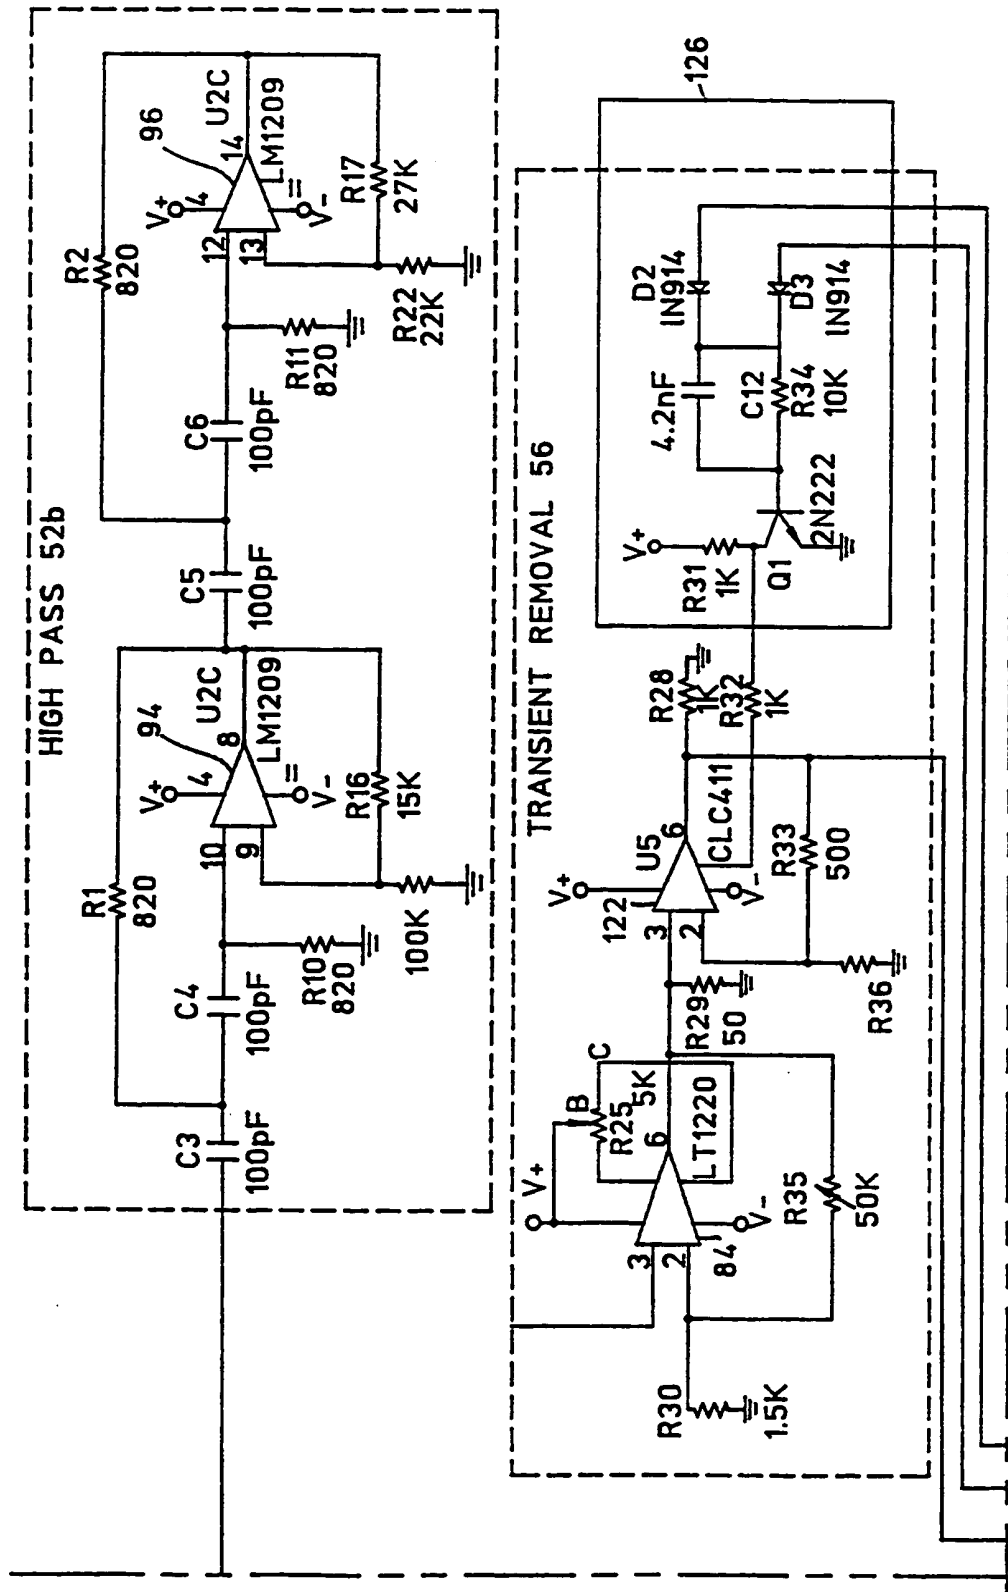 HIGH PASS 52b
C3
100pF
R1
820
C4
100pF
R10
820
100K
10
9
V+
4
94
8
U2C
LM1209
V-
R16
15K
C5
100pF
R2
820
C6
100pF
R11
820
R22
22K
12
13
V+
4
96
14
U2C
LM1209
V-
R17
27K
TRANSIENT REMOVAL 56
R30
1.5K
3
2
84
V+
V-
B
R25
5K
C
6
LT1220
R35
50K
R29
50
R36
3
2
122
V+
V-
U5
6
CLC411
R33
500
R28
1K
R32
1K
R31
1K
V+
Q1
2N222
4.2nF
C12
R34
10K
D2
IN914
D3
IN914
126